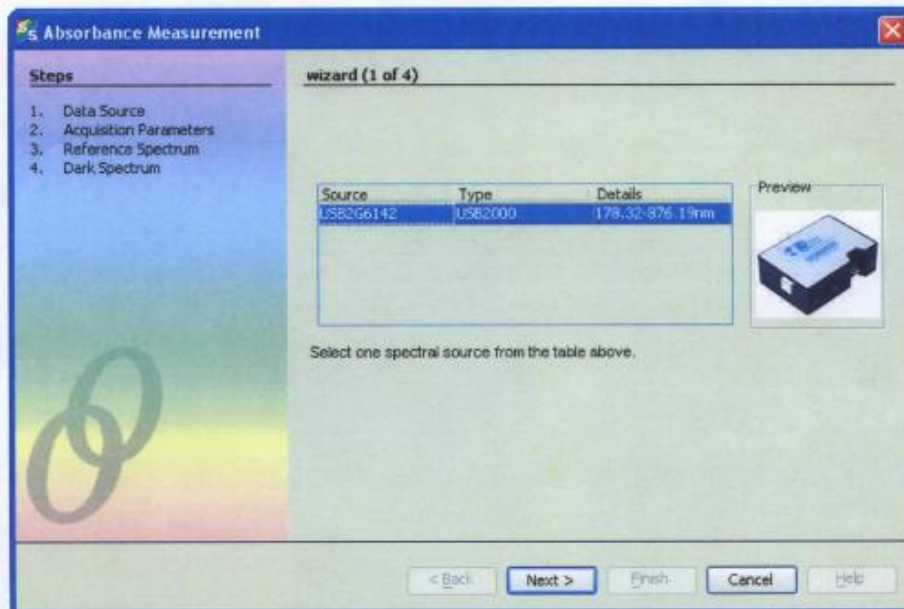 Absorbance Measurement
Steps
1. Data Source
2. Acquisition Parameters
3. Reference Spectrum
4. Dark Spectrum
wizard (1 of 4)
Source Type Details
USB2G6142 USB2000 178.32-876.19nm
Preview
Select one spectral source from the table above.
< Back Next > Finish Cancel Help